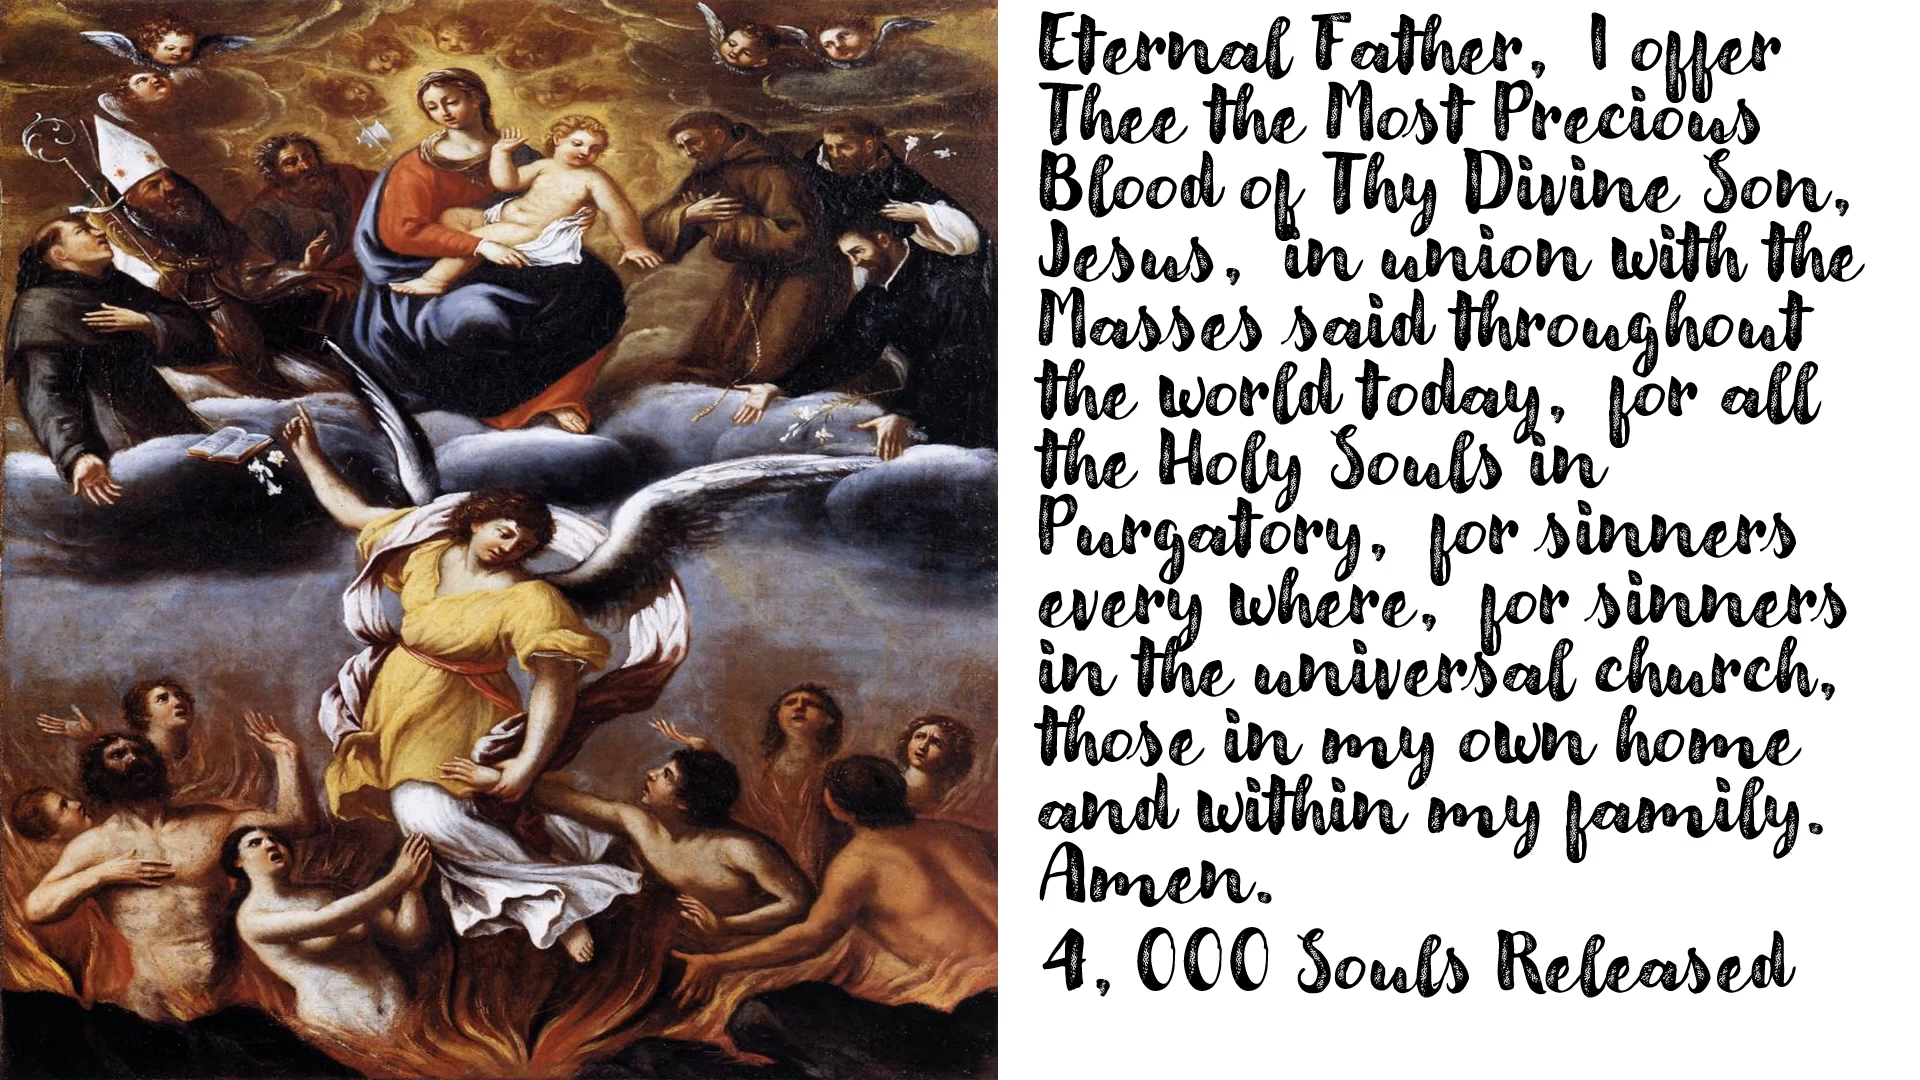 Eternal Father, I offer
Thee the Most Precious
Blood of Thy Divine Son,
Jesus, in union with the
Masses said throughout
the world today, for all
the Holy Souls in
Purgatory, for sinners
every where, for sinners
in the universal church,
those in my own home
and within my family.
Amen.
4, 000 Souls Released